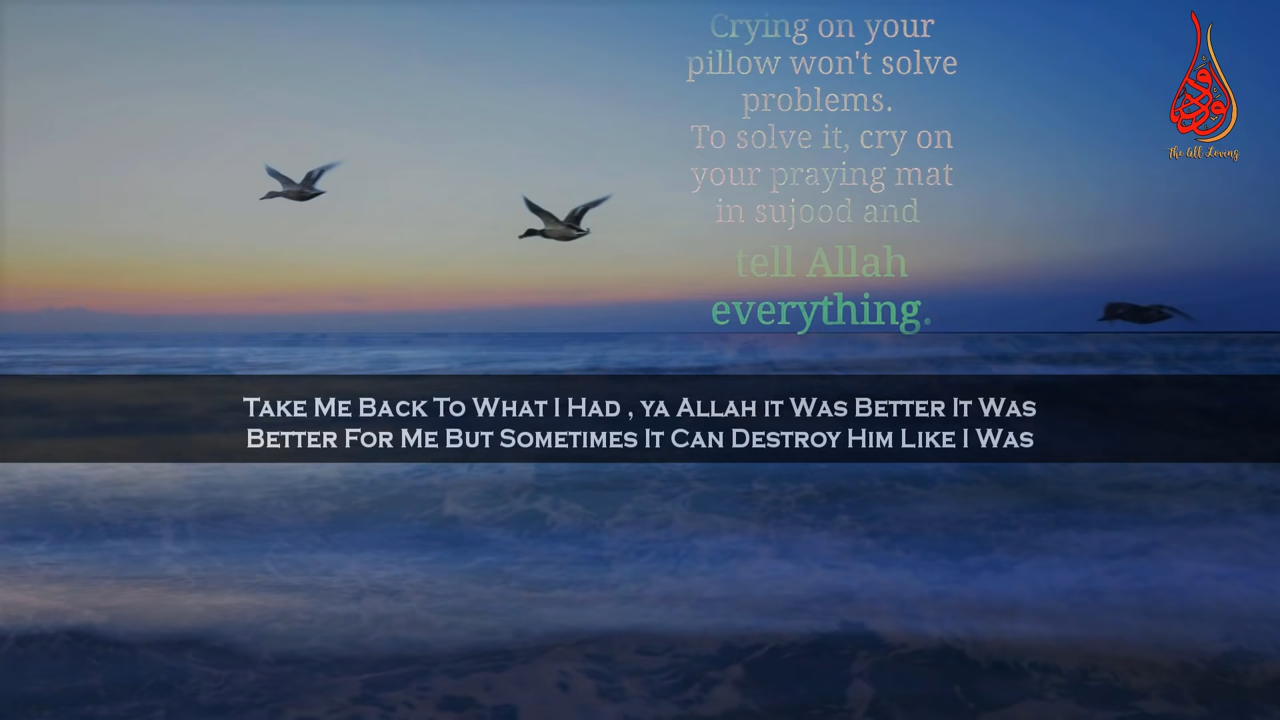 Crying on your
pillow won't solve
problems.
To solve it, cry on
your praying mat
in sujood and
tell Allah
everything.
The All Loving
TAKE ME BACK TO WHAT I HAD , YA ALLAH IT WAS BETTER IT WAS
BETTER FOR ME BUT SOMETIMES IT CAN DESTROY HIM LIKE I WAS